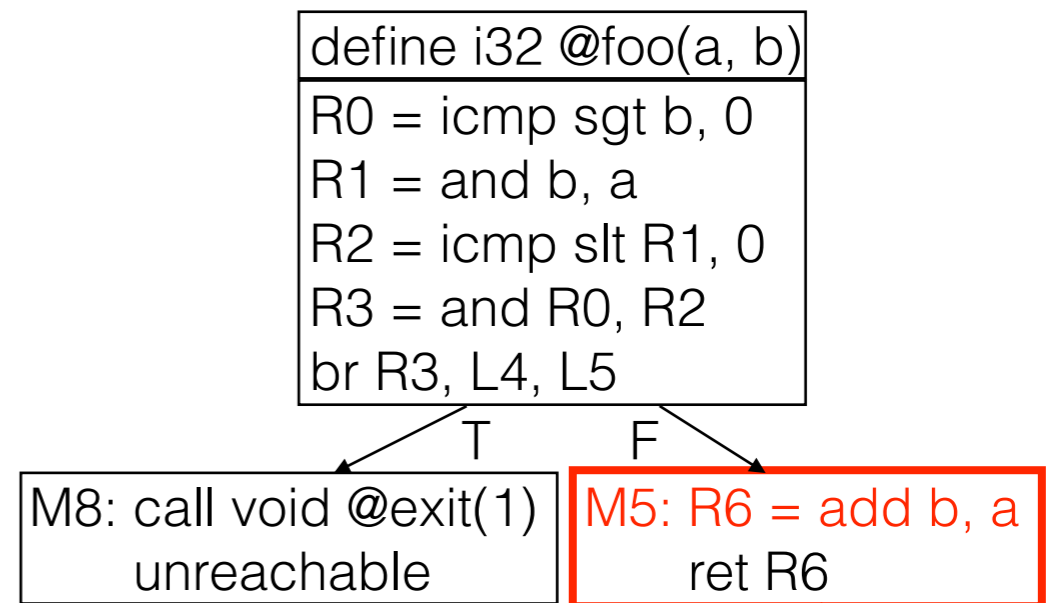 define i32 @foo(a, b)
R0 = icmp sgt b, 0
R1 = and b, a
R2 = icmp slt R1, 0
R3 = and R0, R2
br R3, L4, L5
T F
M8: call void @exit(1)
unreachable
M5: R6 = add b, a
ret R6